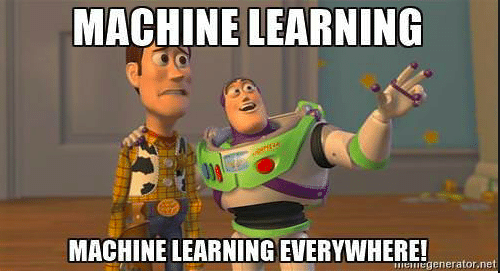 MACHINE LEARNING
MACHINE LEARNING EVERYWHERE!
memegenerator.net